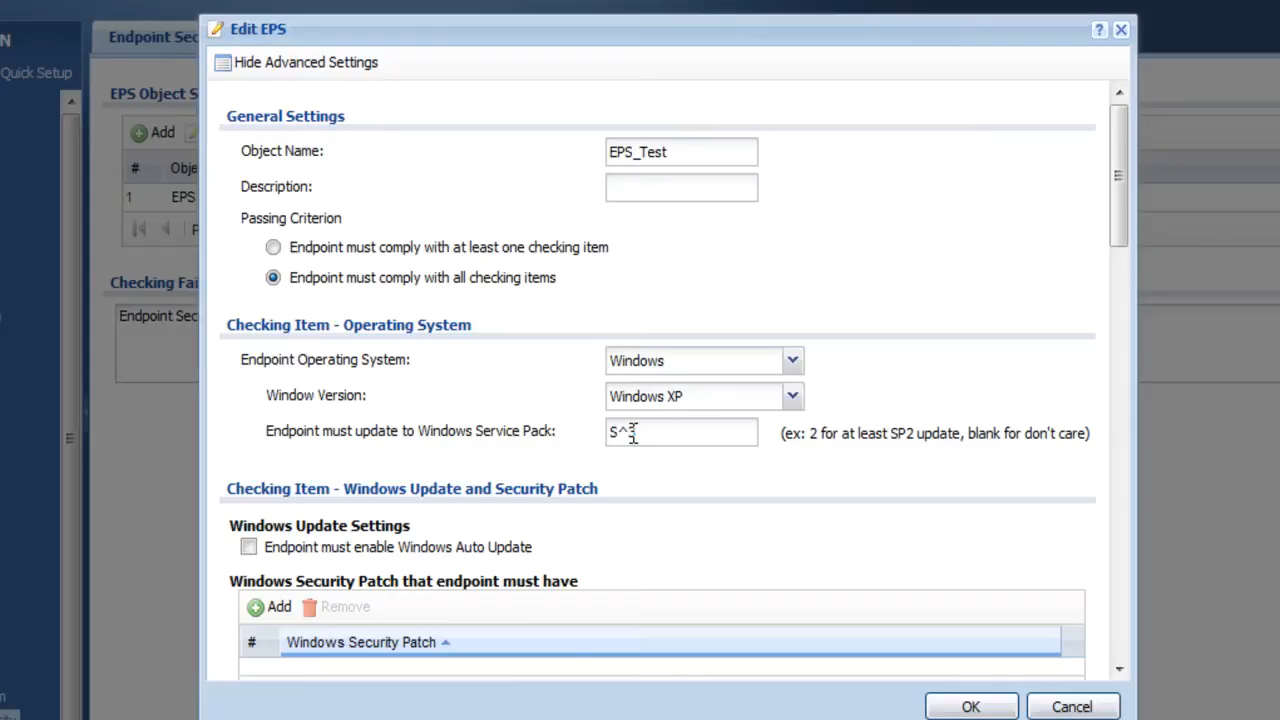 N
Quick Setup
Endpoint Sec
EPS Object S
Add
# Obje
1 EPS
P
Checking Fai
Endpoint Sec
Edit EPS
Hide Advanced Settings
General Settings
Object Name: EPS_Test
Description:
Passing Criterion
Endpoint must comply with at least one checking item
Endpoint must comply with all checking items
Checking Item - Operating System
Endpoint Operating System: Windows
Window Version: Windows XP
Endpoint must update to Windows Service Pack: S^3 (ex: 2 for at least SP2 update, blank for don't care)
Checking Item - Windows Update and Security Patch
Windows Update Settings
Endpoint must enable Windows Auto Update
Windows Security Patch that endpoint must have
Add Remove
# Windows Security Patch
OK Cancel